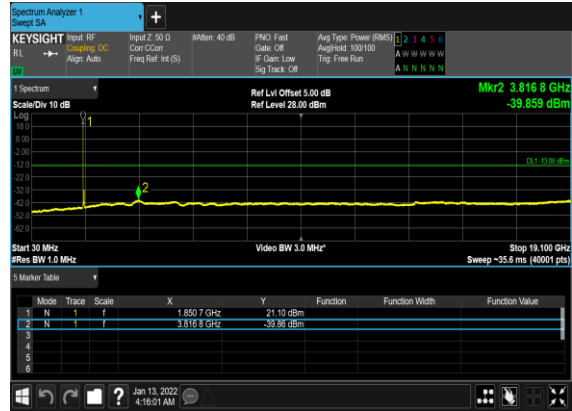 Spectrum Analyzer 1
Swept SA
+
KEYSIGHT Input: RF Input Z: 50 Ω #Atten: 40 dB PNO: Fast Avg Type: Power (RMS) 1 2 3 4 5 6
RL Coupling: DC Corr CCorr Gate: Off Avg|Hold: 100/100 A W W W W W
Align: Auto Freq Ref: Int (S) IF Gain: Low Trig: Free Run
Sig Track: Off A N N N N N
1 Spectrum
Ref Lvl Offset 5.00 dB Mkr2 3.816 8 GHz
Scale/Div 10 dB Ref Level 28.00 dBm -39.859 dBm
Log
18.0
8.00
-2.00
-12.0
-22.0
-32.0
-42.0
-52.0
-62.0
1
2
DL1 -13.00 dBm
Start 30 MHz Video BW 3.0 MHz* Stop 19.100 GHz
#Res BW 1.0 MHz Sweep ~35.6 ms (40001 pts)
5 Marker Table
Mode Trace Scale X Y Function Function Width Function Value
1 N 1 f 1.850 7 GHz 21.10 dBm
2 N 1 f 3.816 8 GHz -39.86 dBm
3
4
5
6
? Jan 13, 2022
4:16:01 AM